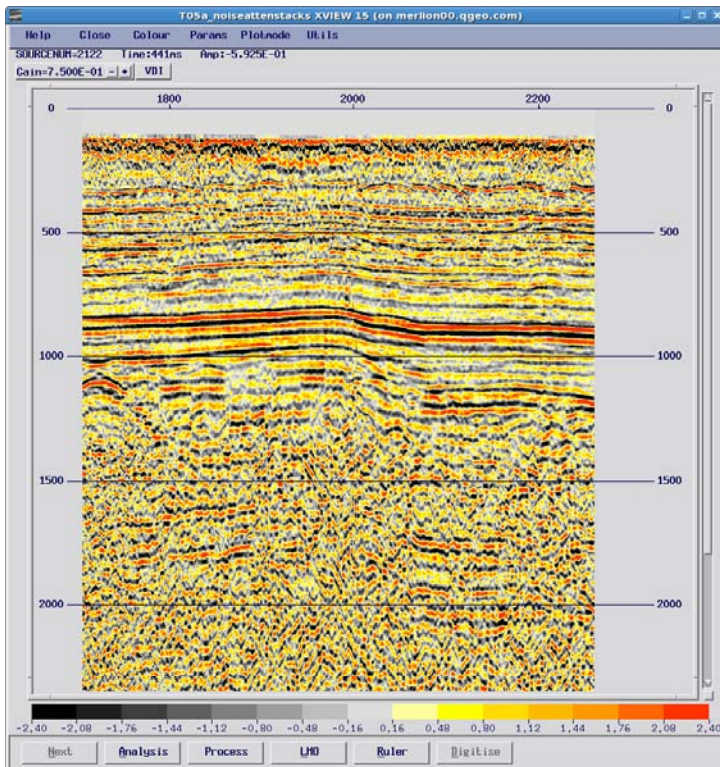 T05a_noiseattenstacks XVIEW 15 (on merlion00.qgeo.com)
Help Close Colour Params Plotmode Utils
SOURCENUM=2122 Time:441ms Amp:-5.925E-01
Gain=7.500E-01 - + VDI
1800 2000 2200
0 0
500 500
1000 1000
1500 1500
2000 2000
-2,40 -2,08 -1,76 -1,44 -1,12 -0,80 -0,48 -0,16 0,16 0,48 0,80 1,12 1,44 1,76 2,08 2,40
Next Analysis Process LMO Ruler Digitise